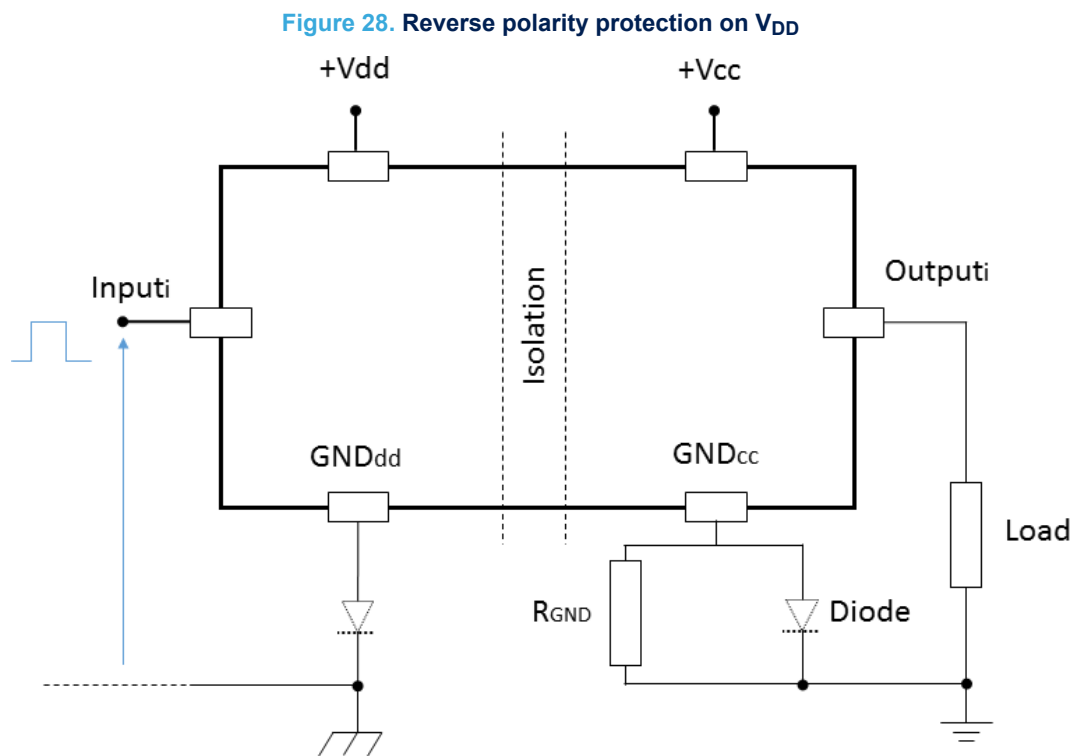 Figure 28. Reverse polarity protection on VDD
+Vdd
+Vcc
Inputi
Outputi
Isolation
GNDdd
GNDcc
Load
RGND
Diode